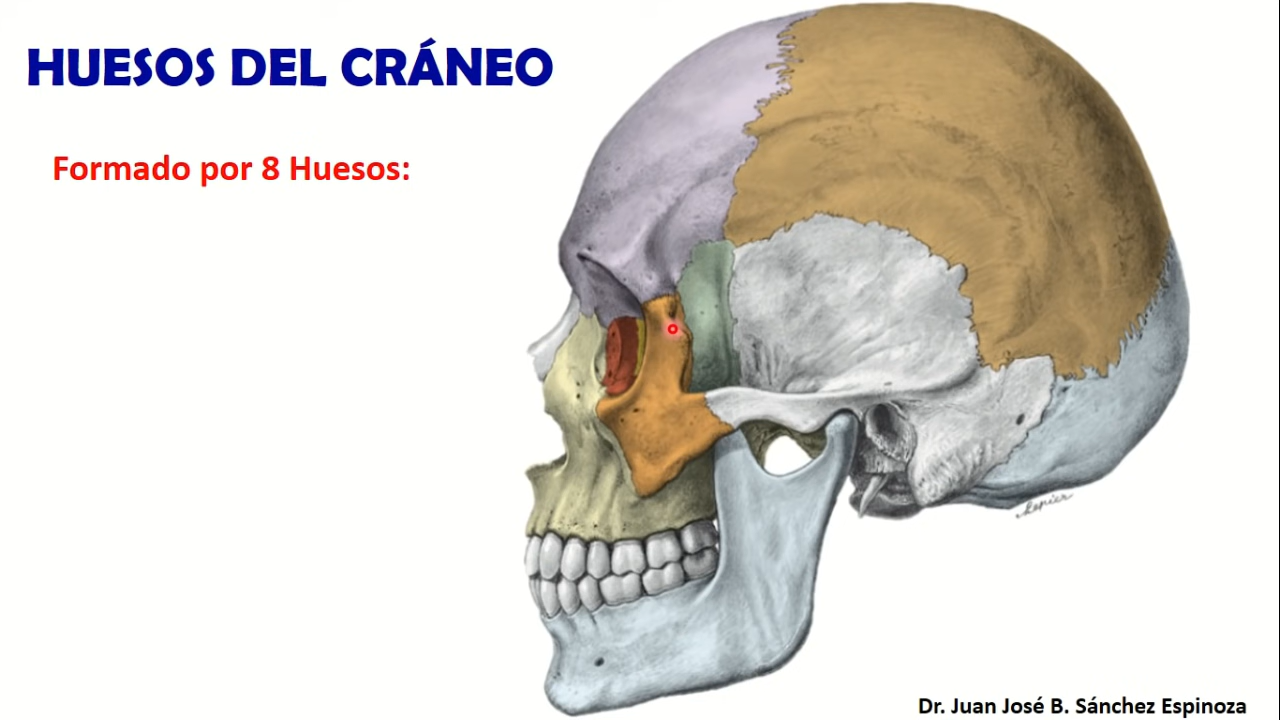 HUESOS DEL CRÁNEO
Formado por 8 Huesos:
Dr. Juan José B. Sánchez Espinoza